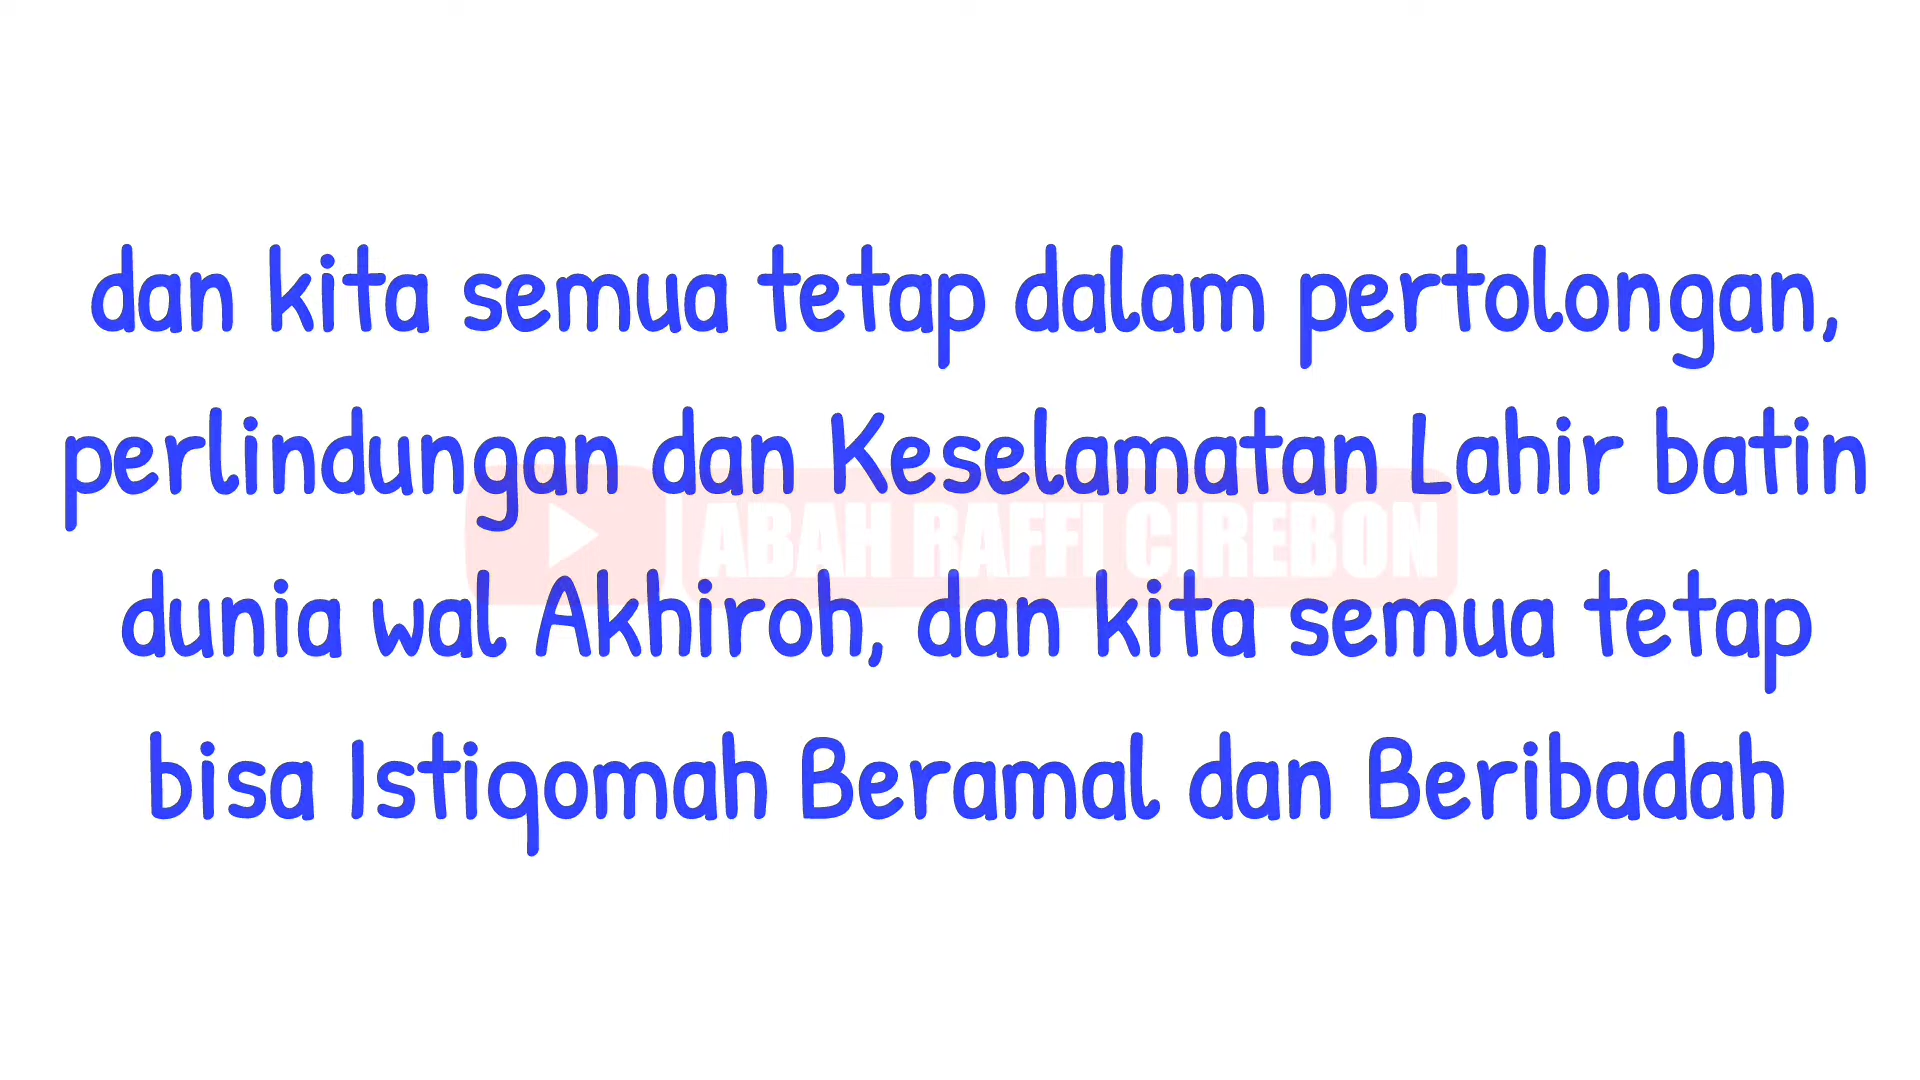 dan kita semua tetap dalam pertolongan,
perlindungan dan Keselamatan Lahir batin
ABAH RAFFI CIREBON
dunia wal Akhiroh, dan kita semua tetap
bisa Istiqomah Beramal dan Beribadah